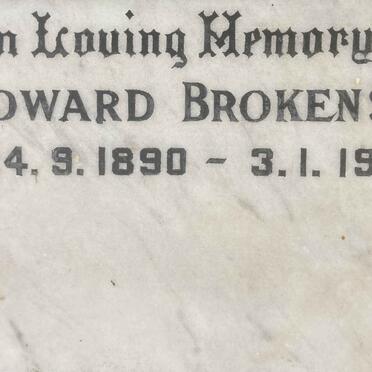 n Loving Memory
DWARD BROKENS
4.9.1890 - 3.1.19